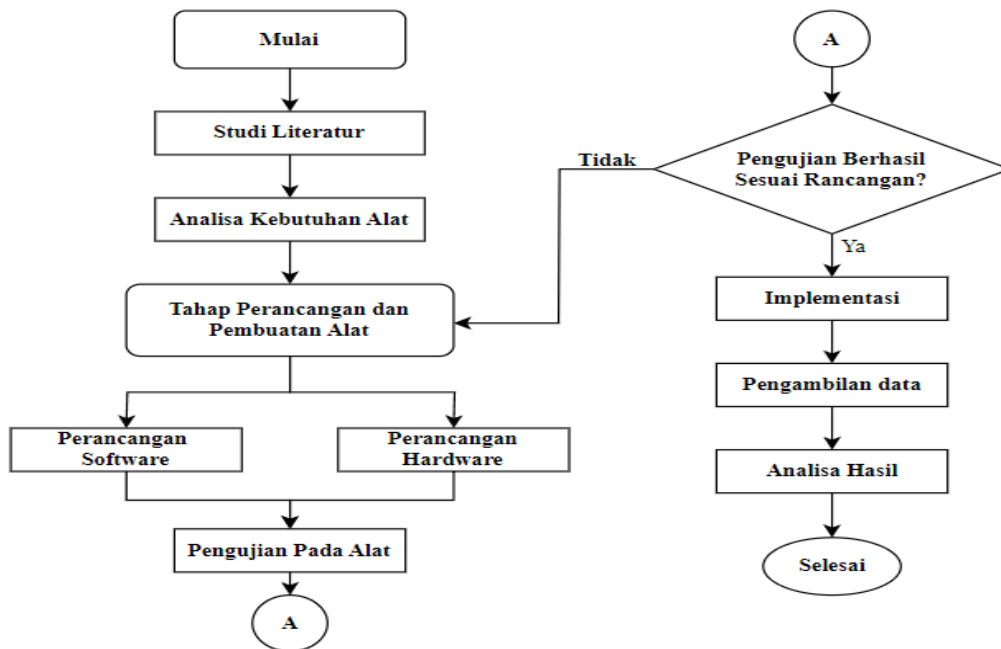 Mulai
Studi Literatur
Analisa Kebutuhan Alat
Tahap Perancangan dan
Pembuatan Alat
Perancangan
Software
Perancangan
Hardware
Pengujian Pada Alat
A
A
Pengujian Berhasil
Sesuai Rancangan?
Tidak
Ya
Implementasi
Pengambilan data
Analisa Hasil
Selesai